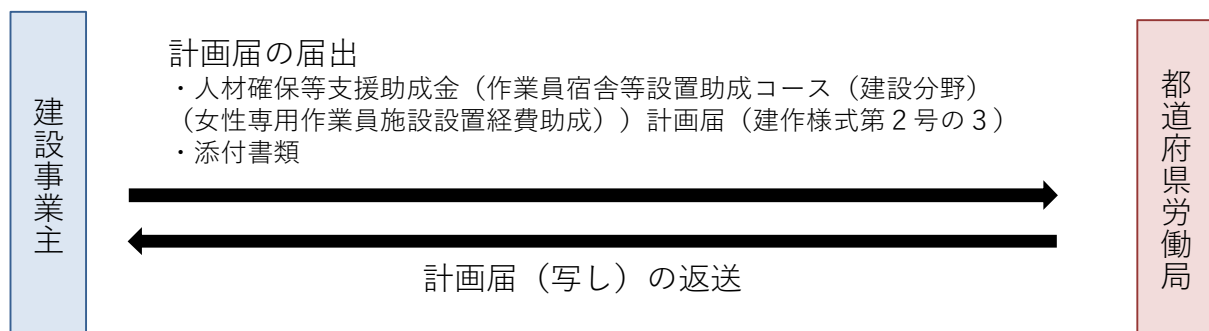 建設事業主
計画届の届出
・人材確保等支援助成金（作業員宿舎等設置助成コース（建設分野）
（女性専用作業員施設設置経費助成））計画届（建作様式第２号の３）
・添付書類
計画届（写し）の返送
都道府県労働局